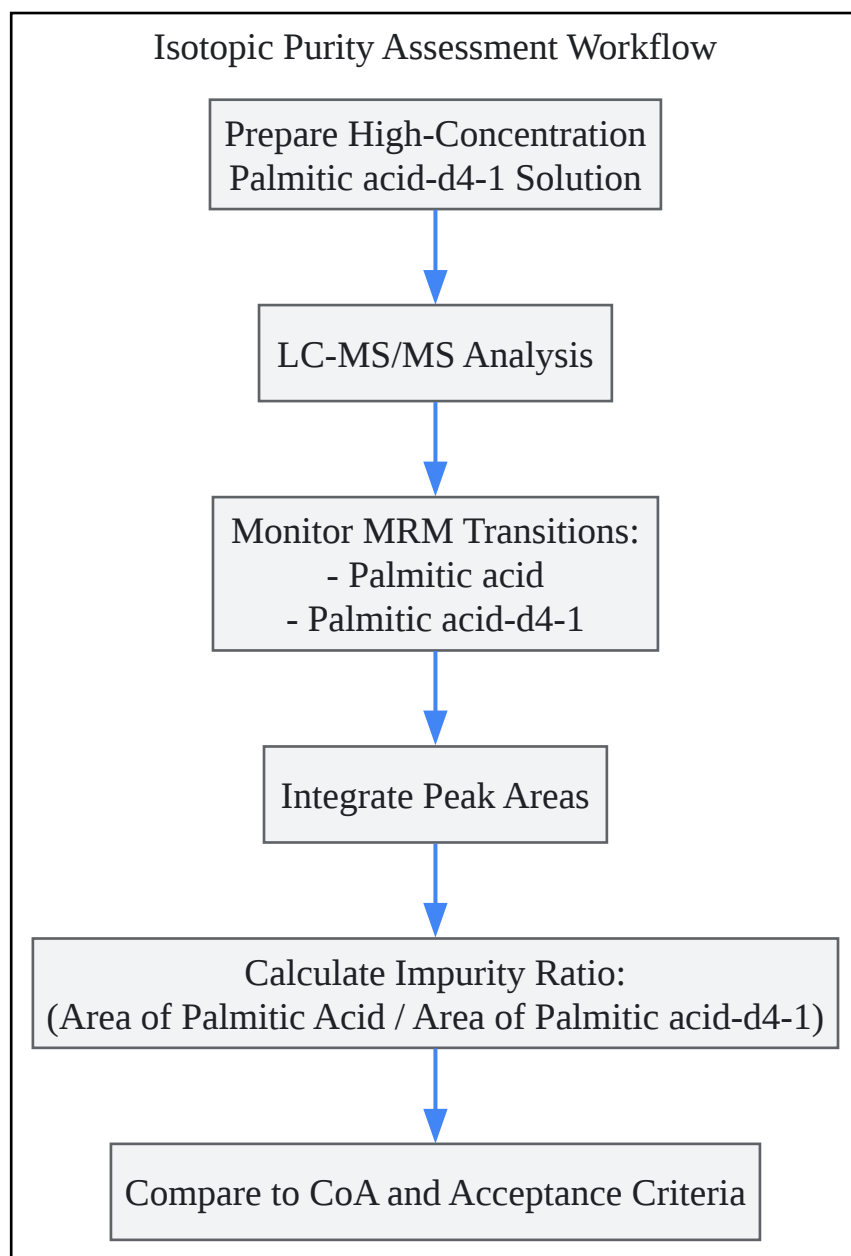 Isotopic Purity Assessment Workflow
Prepare High-Concentration
Palmitic acid-d4-1 Solution
LC-MS/MS Analysis
Monitor MRM Transitions:
- Palmitic acid
- Palmitic acid-d4-1
Integrate Peak Areas
Calculate Impurity Ratio:
(Area of Palmitic Acid / Area of Palmitic acid-d4-1)
Compare to CoA and Acceptance Criteria